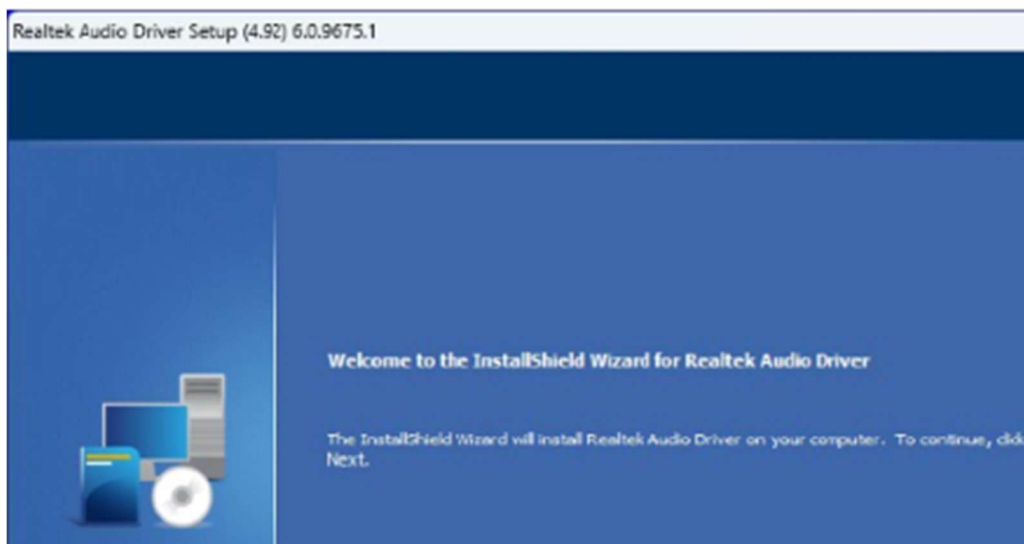 Realtek Audio Driver Setup (4.92) 6.0.9675.1
Welcome to the InstallShield Wizard for Realtek Audio Driver
The InstallShield Wizard will install Realtek Audio Driver on your computer. To continue, click
Next.